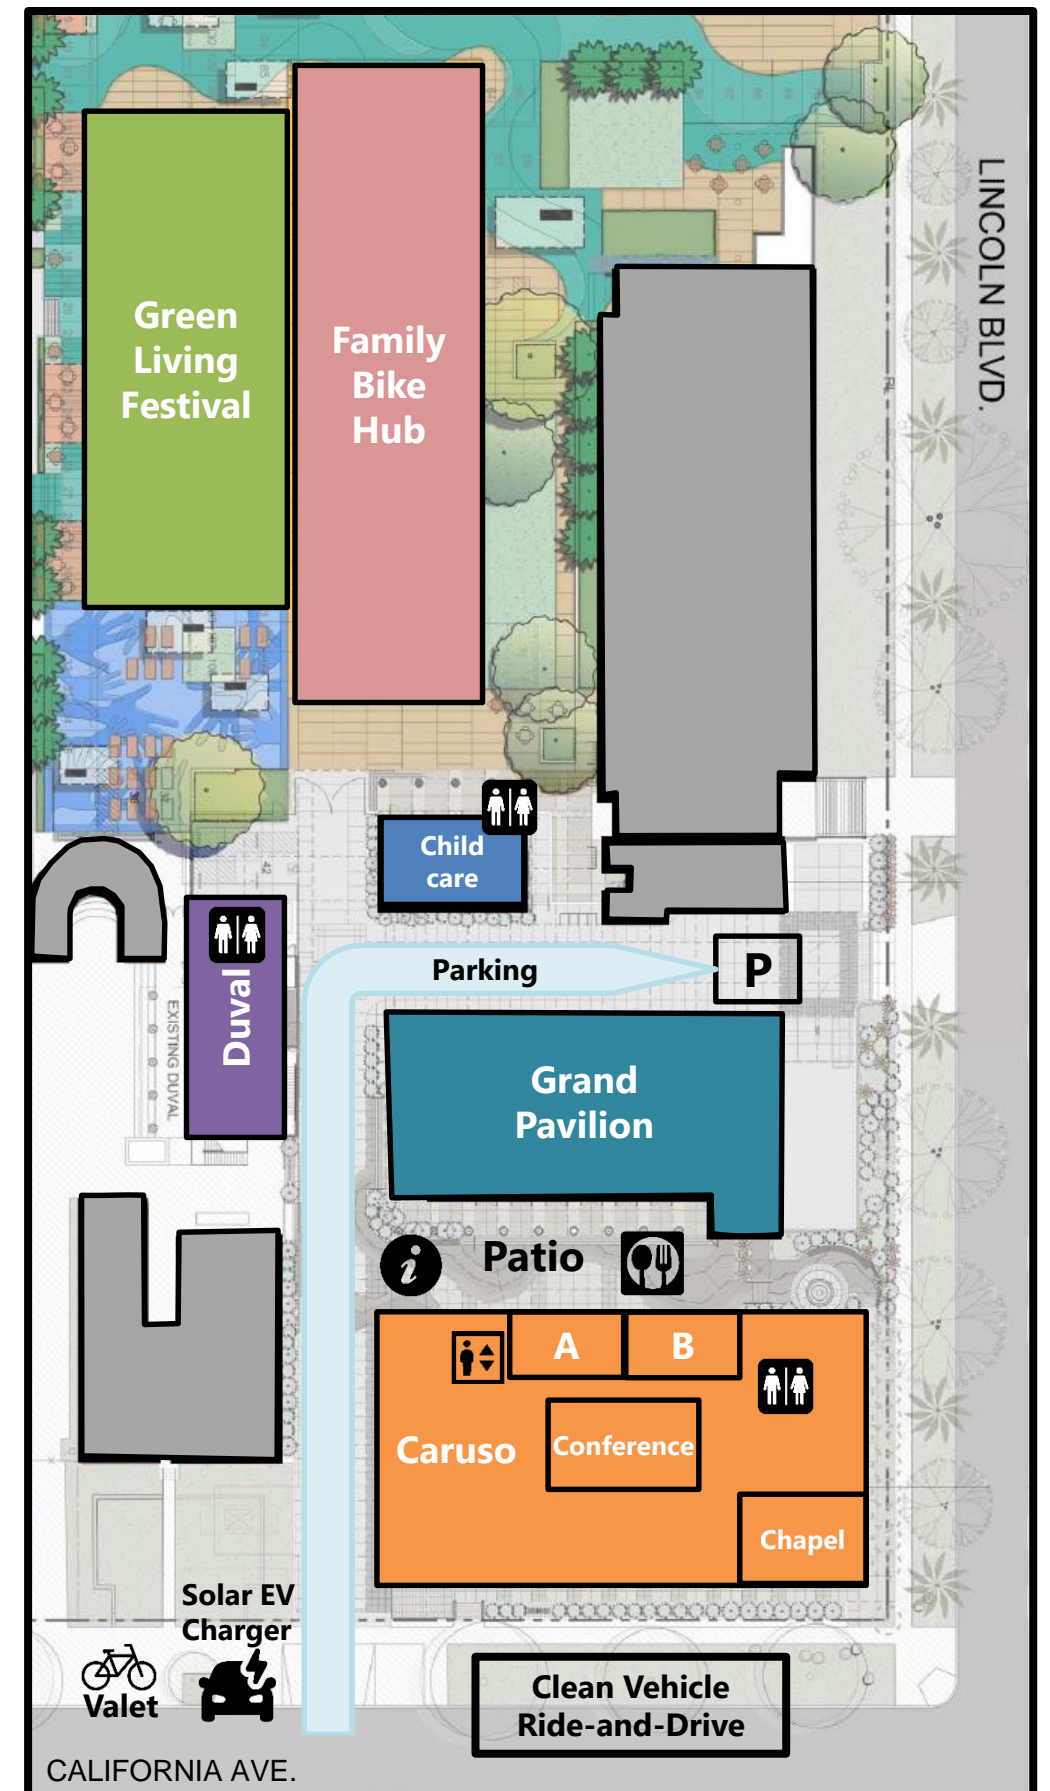 LINCOLN BLVD.
Green
Living
Festival
Family
Bike
Hub
Child
care
42
Duval
EXISTING DUVAL
Parking
P
Grand
Pavilion
i
Patio
A
B
Caruso
Conference
Chapel
Solar EV
Charger
Valet
Clean Vehicle
Ride-and-Drive
CALIFORNIA AVE.